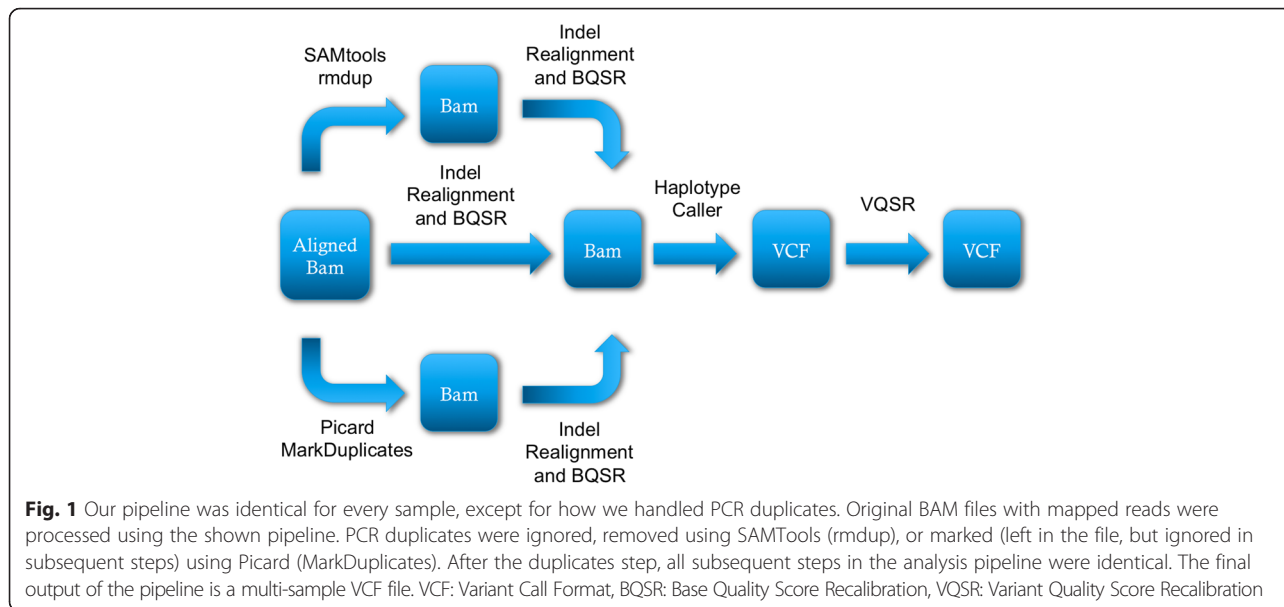 SAMtools
rmdup
Bam
Indel
Realignment
and BQSR
Aligned
Bam
Indel
Realignment
and BQSR
Bam
Haplotype
Caller
VCF
VQSR
VCF
Picard
MarkDuplicates
Bam
Indel
Realignment
and BQSR
Fig. 1 Our pipeline was identical for every sample, except for how we handled PCR duplicates. Original BAM files with mapped reads were
processed using the shown pipeline. PCR duplicates were ignored, removed using SAMTools (rmdup), or marked (left in the file, but ignored in
subsequent steps) using Picard (MarkDuplicates). After the duplicates step, all subsequent steps in the analysis pipeline were identical. The final
output of the pipeline is a multi-sample VCF file. VCF: Variant Call Format, BQSR: Base Quality Score Recalibration, VQSR: Variant Quality Score Recalibration